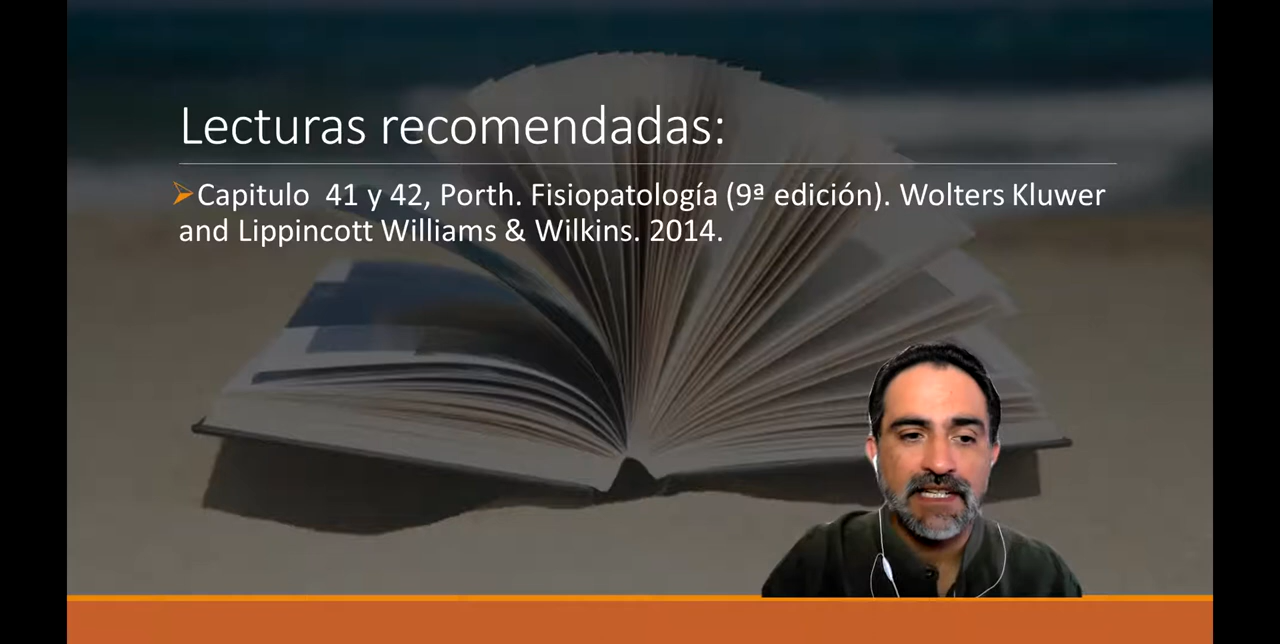 Lecturas recomendadas:
Capitulo 41 y 42, Porth. Fisiopatología (9ª edición). Wolters Kluwer
and Lippincott Williams & Wilkins. 2014.